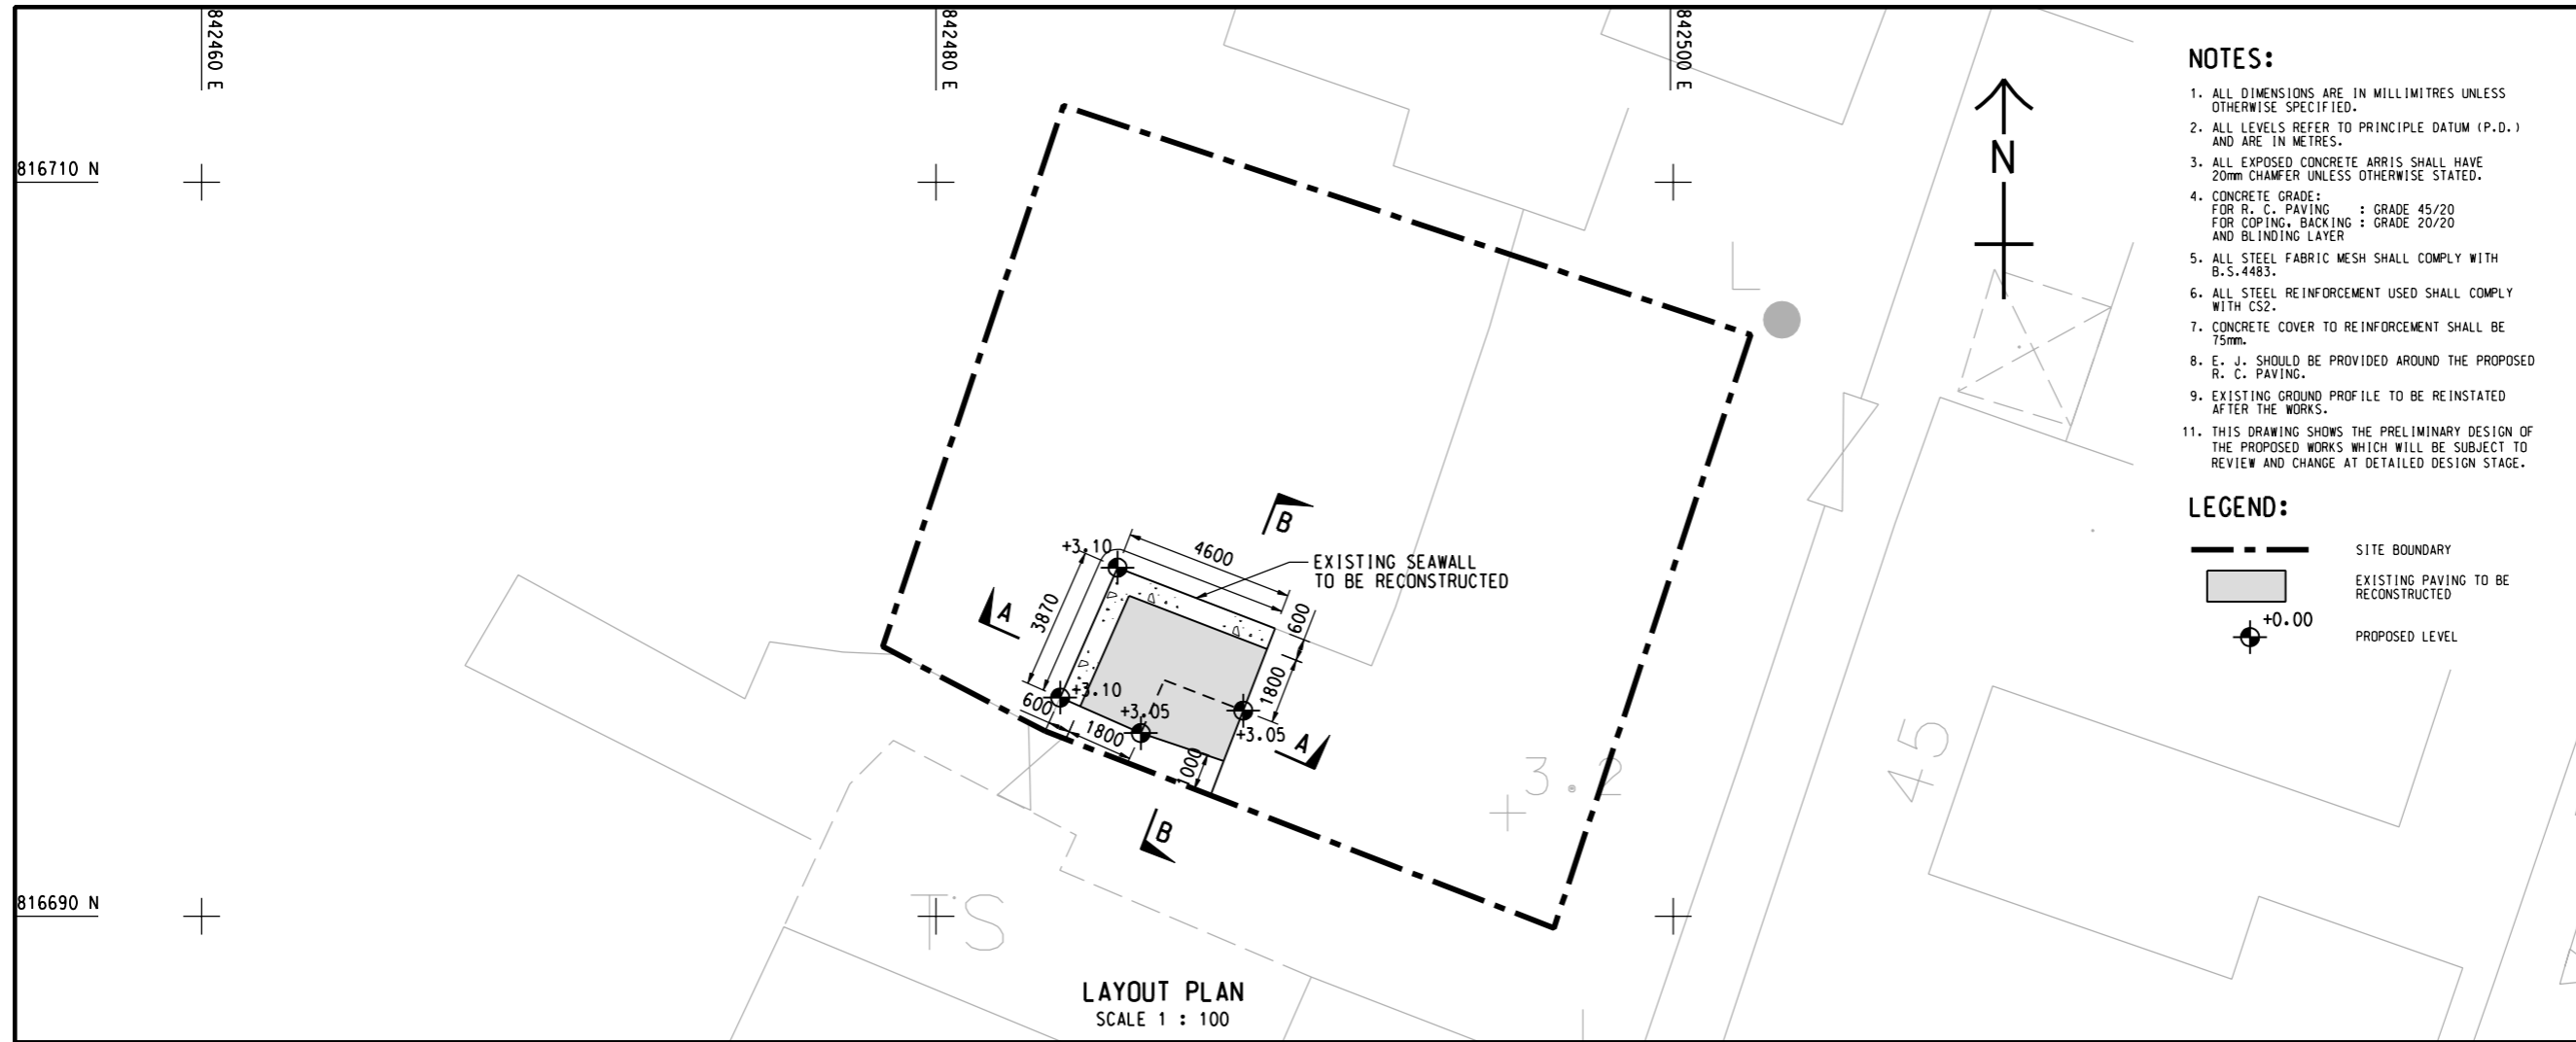 842460 E
842480 E
842500 E
816710 N
816690 N
N
L
B
+3.10
4600
EXISTING SEAWALL
TO BE RECONSTRUCTED
A
3870
600
+3.10
1800
+3.05
600
1800
+3.05
A
1000
B
3.2
45
TS
LAYOUT PLAN
SCALE 1 : 100
NOTES:
1. ALL DIMENSIONS ARE IN MILLIMITRES UNLESS
OTHERWISE SPECIFIED.
2. ALL LEVELS REFER TO PRINCIPLE DATUM (P.D.)
AND ARE IN METRES.
3. ALL EXPOSED CONCRETE ARRIS SHALL HAVE
20mm CHAMFER UNLESS OTHERWISE STATED.
4. CONCRETE GRADE:
FOR R. C. PAVING : GRADE 45/20
FOR COPING, BACKING : GRADE 20/20
AND BLINDING LAYER
5. ALL STEEL FABRIC MESH SHALL COMPLY WITH
B.S.4483.
6. ALL STEEL REINFORCEMENT USED SHALL COMPLY
WITH CS2.
7. CONCRETE COVER TO REINFORCEMENT SHALL BE
75mm.
8. E. J. SHOULD BE PROVIDED AROUND THE PROPOSED
R. C. PAVING.
9. EXISTING GROUND PROFILE TO BE REINSTATED
AFTER THE WORKS.
11. THIS DRAWING SHOWS THE PRELIMINARY DESIGN OF
THE PROPOSED WORKS WHICH WILL BE SUBJECT TO
REVIEW AND CHANGE AT DETAILED DESIGN STAGE.
LEGEND:
SITE BOUNDARY
EXISTING PAVING TO BE
RECONSTRUCTED
+0.00
PROPOSED LEVEL